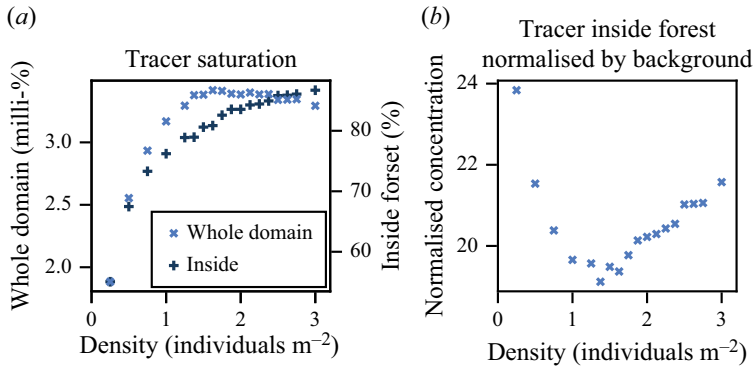 (a)
Tracer saturation
Whole domain (milli-%)
3.0
2.5
2.0
80
70
60
Inside forset (%)
Whole domain
Inside
0
1
2
3
Density (individuals m⁻²)
(b)
Tracer inside forest
normalised by background
Normalised concentration
24
22
20
0
1
2
3
Density (individuals m⁻²)